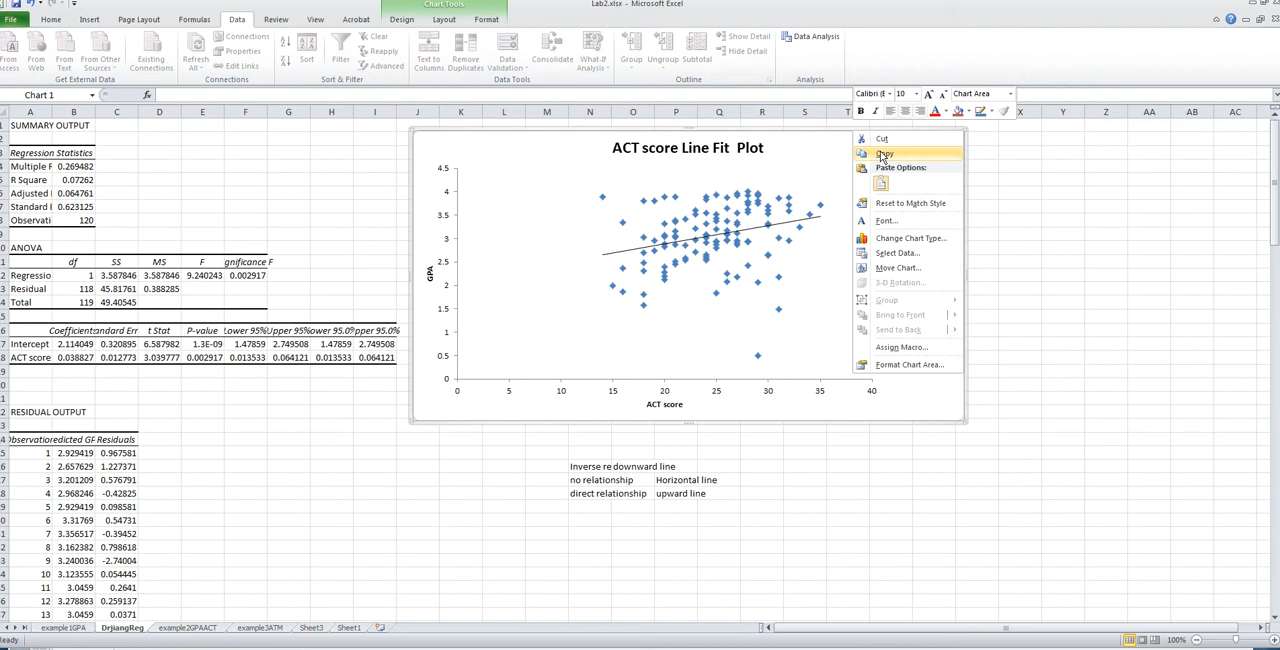 Chart Tools
Lab2.xlsx - Microsoft Excel
File Home Insert Page Layout Formulas Data Review View Acrobat Design Layout Format
From Access
From Web
From Text
From Other Sources
Existing Connections
Refresh All
Connections
Properties
Edit Links
Sort
Filter
Clear
Reapply
Advanced
Text to Columns
Remove Duplicates
Data Validation
Consolidate
What-If Analysis
Group
Ungroup
Subtotal
Show Detail
Hide Detail
Data Analysis
Get External Data Connections Sort & Filter Data Tools Outline Analysis
Chart 1 fx
Calibri (E 10 A A Chart Area
B I A
A B C D E F G H I J K L M N O P Q R S T X Y Z AA AB AC
SUMMARY OUTPUT
Regression Statistics
Multiple F 0.269482
R Square 0.07262
Adjusted 0.064761
Standard E 0.623125
Observati 120
ANOVA
df SS MS F gnificance F
Regressio 1 3.587846 3.587846 9.240243 0.002917
Residual 118 45.81761 0.388285
Total 119 49.40545
Coefficients andard Err t Stat P-value Lower 95% Upper 95% ower 95.0% pper 95.0%
Intercept 2.114049 0.320895 6.587982 1.3E-09 1.47859 2.749508 1.47859 2.749508
ACT score 0.038827 0.012773 3.039777 0.002917 0.013533 0.064121 0.013533 0.064121
RESIDUAL OUTPUT
Observation redicted GF Residuals
1 2.929419 0.967581
2 2.657629 1.227371
3 3.201209 0.576791
4 2.968246 -0.42825
5 2.929419 0.098581
6 3.31769 0.54731
7 3.356517 -0.39452
8 3.162382 0.798618
9 3.240036 -2.74004
10 3.123555 0.054445
11 3.0459 0.2641
12 3.278863 0.259137
13 3.0459 0.0371
ACT score Line Fit Plot
GPA
4.5
4
3.5
3
2.5
2
1.5
1
0.5
0
0 5 10 15 20 25 30 35 40
ACT score
Cut
Copy
Paste Options:
Reset to Match Style
Font...
Change Chart Type...
Select Data...
Move Chart...
3-D Rotation...
Group
Bring to Front
Send to Back
Assign Macro...
Format Chart Area...
Inverse re downward line
no relationship Horizontal line
direct relationship upward line
example1GPA DrjiangReg example2GPAACT example3ATM Sheet3 Sheet1
Ready 100%